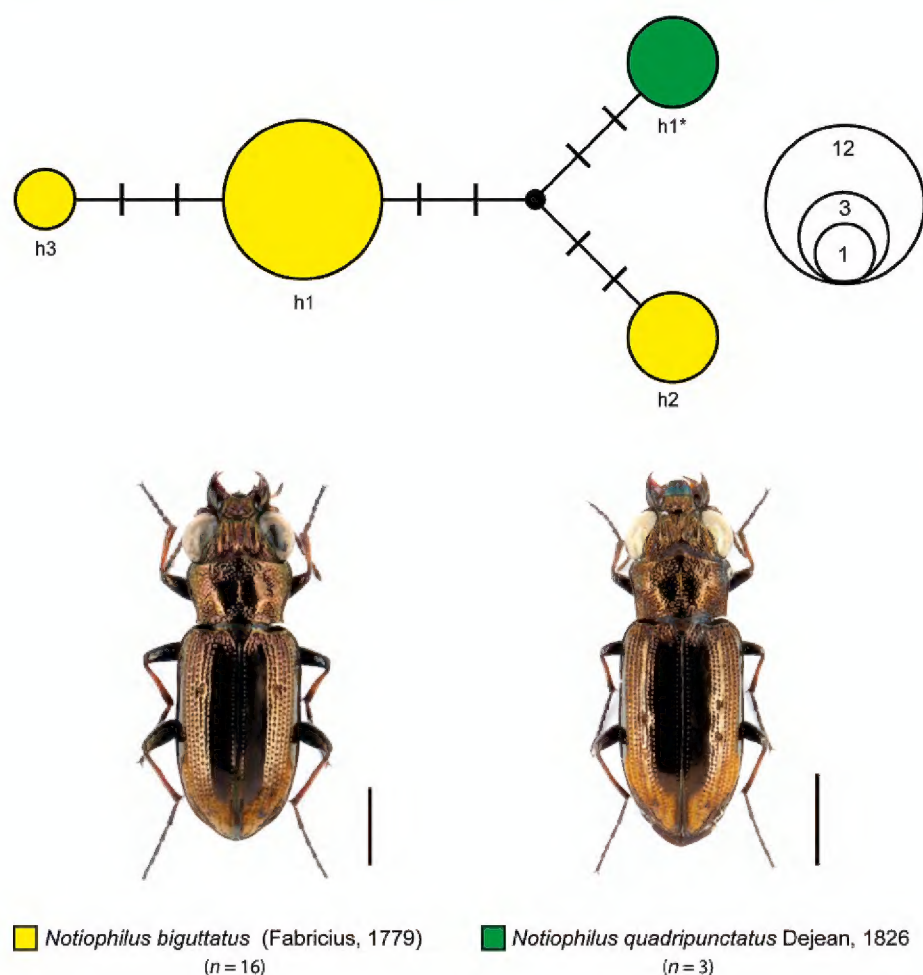 h1*
12
3
1
h3
h1
h2
Notiophilus biguttatus (Fabricius, 1779)
(n = 16)
Notiophilus quadripunctatus Dejean, 1826
(n = 3)